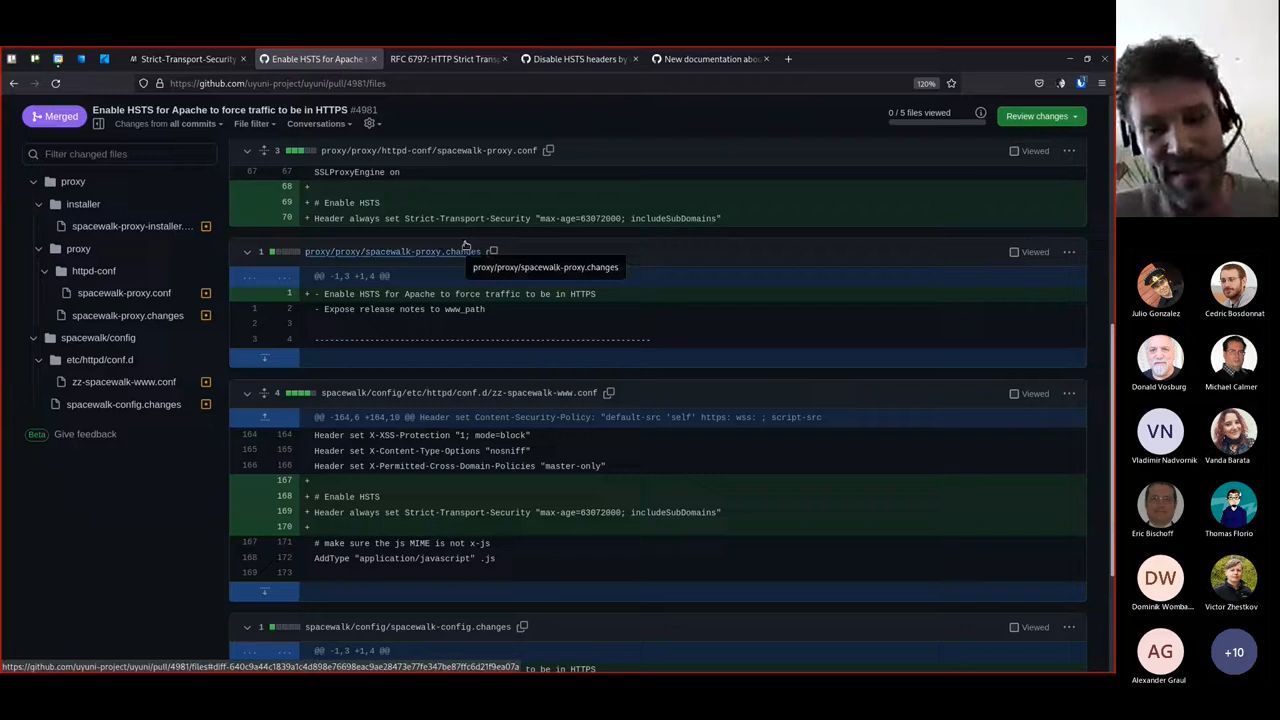 Strict-Transport-Security
Enable HSTS for Apache t
RFC 6797: HTTP Strict Trans
Disable HSTS headers by
New documentation abou
https://github.com/uyuni-project/uyuni/pull/4981/files
120%
Merged
Enable HSTS for Apache to force traffic to be in HTTPS #4981
Changes from all commits
File filter
Conversations
0 / 5 files viewed
Review changes
Filter changed files
proxy
installer
spacewalk-proxy-installer....
proxy
httpd-conf
spacewalk-proxy.conf
spacewalk-proxy.changes
spacewalk/config
etc/httpd/conf.d
zz-spacewalk-www.conf
spacewalk-config.changes
Beta
Give feedback
3 proxy/proxy/httpd-conf/spacewalk-proxy.conf
Viewed
67 67 SSLProxyEngine on
68 +
69 + # Enable HSTS
70 + Header always set Strict-Transport-Security "max-age=63072000; includeSubDomains"
1 proxy/proxy/spacewalk-proxy.changes
Viewed
proxy/proxy/spacewalk-proxy.changes
... ... @@ -1,3 +1,4 @@
1 + - Enable HSTS for Apache to force traffic to be in HTTPS
1 2 - Expose release notes to www_path
2 3
3 4 -------------------------------------------------------------------
4 spacewalk/config/etc/httpd/conf.d/zz-spacewalk-www.conf
Viewed
@@ -164,6 +164,10 @@ Header set Content-Security-Policy: "default-src 'self' https: wss: ; script-src
164 164 Header set X-XSS-Protection "1; mode=block"
165 165 Header set X-Content-Type-Options "nosniff"
166 166 Header set X-Permitted-Cross-Domain-Policies "master-only"
167 +
168 + # Enable HSTS
169 + Header always set Strict-Transport-Security "max-age=63072000; includeSubDomains"
170 +
167 171 # make sure the js MIME is not x-js
168 172 AddType "application/javascript" .js
169 173
1 spacewalk/config/spacewalk-config.changes
Viewed
... ... @@ -1,3 +1,4 @@
to be in HTTPS
https://github.com/uyuni-project/uyuni/pull/4981/files#diff-640c9a44c1839a1c4d898e76698eac9ae28473e77fe347be87ffc6d21f9ea07a
Julio Gonzalez
Cedric Bosdonnat
Donald Vosburg
Michael Calmer
VN
Vladimir Nadvornik
Vanda Barata
Eric Bischoff
Thomas Florio
DW
Dominik Womba...
Victor Zhestkov
AG
Alexander Graul
+10